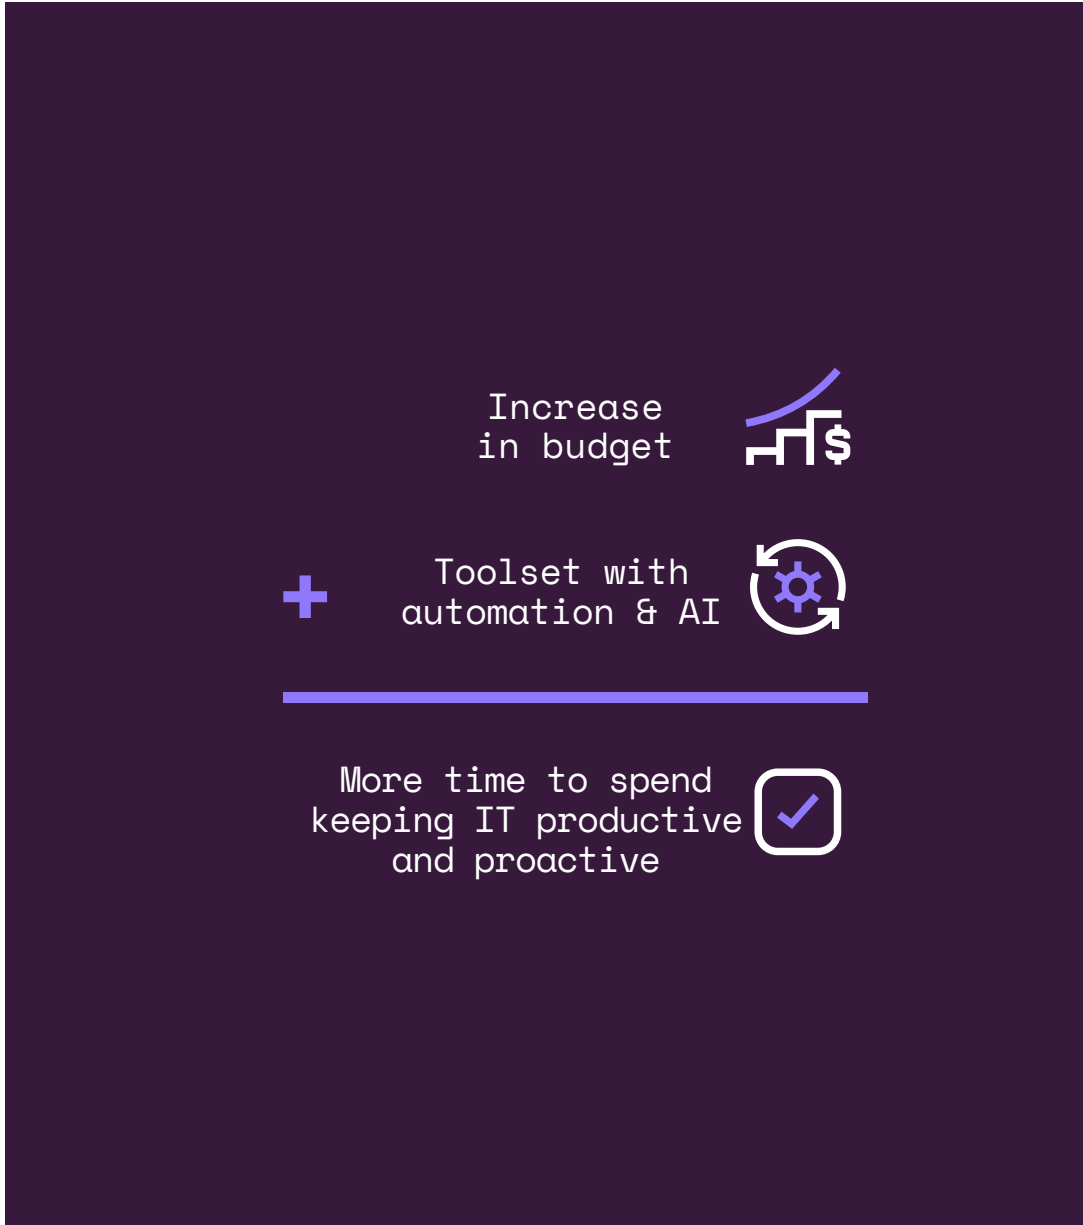 Increase
in budget
$
+
Toolset with
automation & AI
More time to spend
keeping IT productive
and proactive